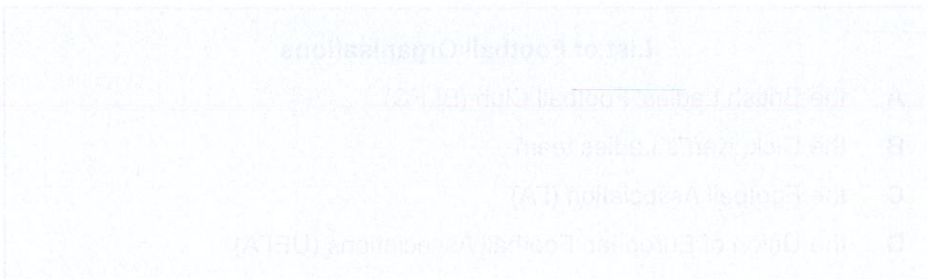 List of Football Organisations
A the British Ladies' Football Club (BLFC)
B the Dick, Kerr's Ladies team
C the Football Association (FA)
D the Union of European Football Associations (UEFA)